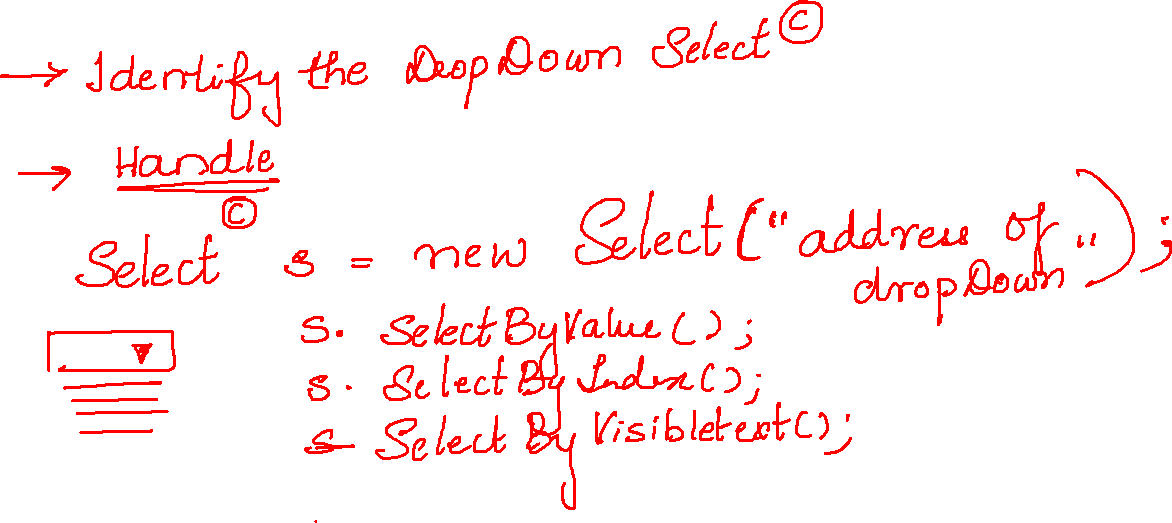 → Identify the DropDown Select ©
→ Handle
Select © s = new Select("address of dropDown");
s. SelectByValue();
s. SelectByIndex();
s SelectByVisibletext();